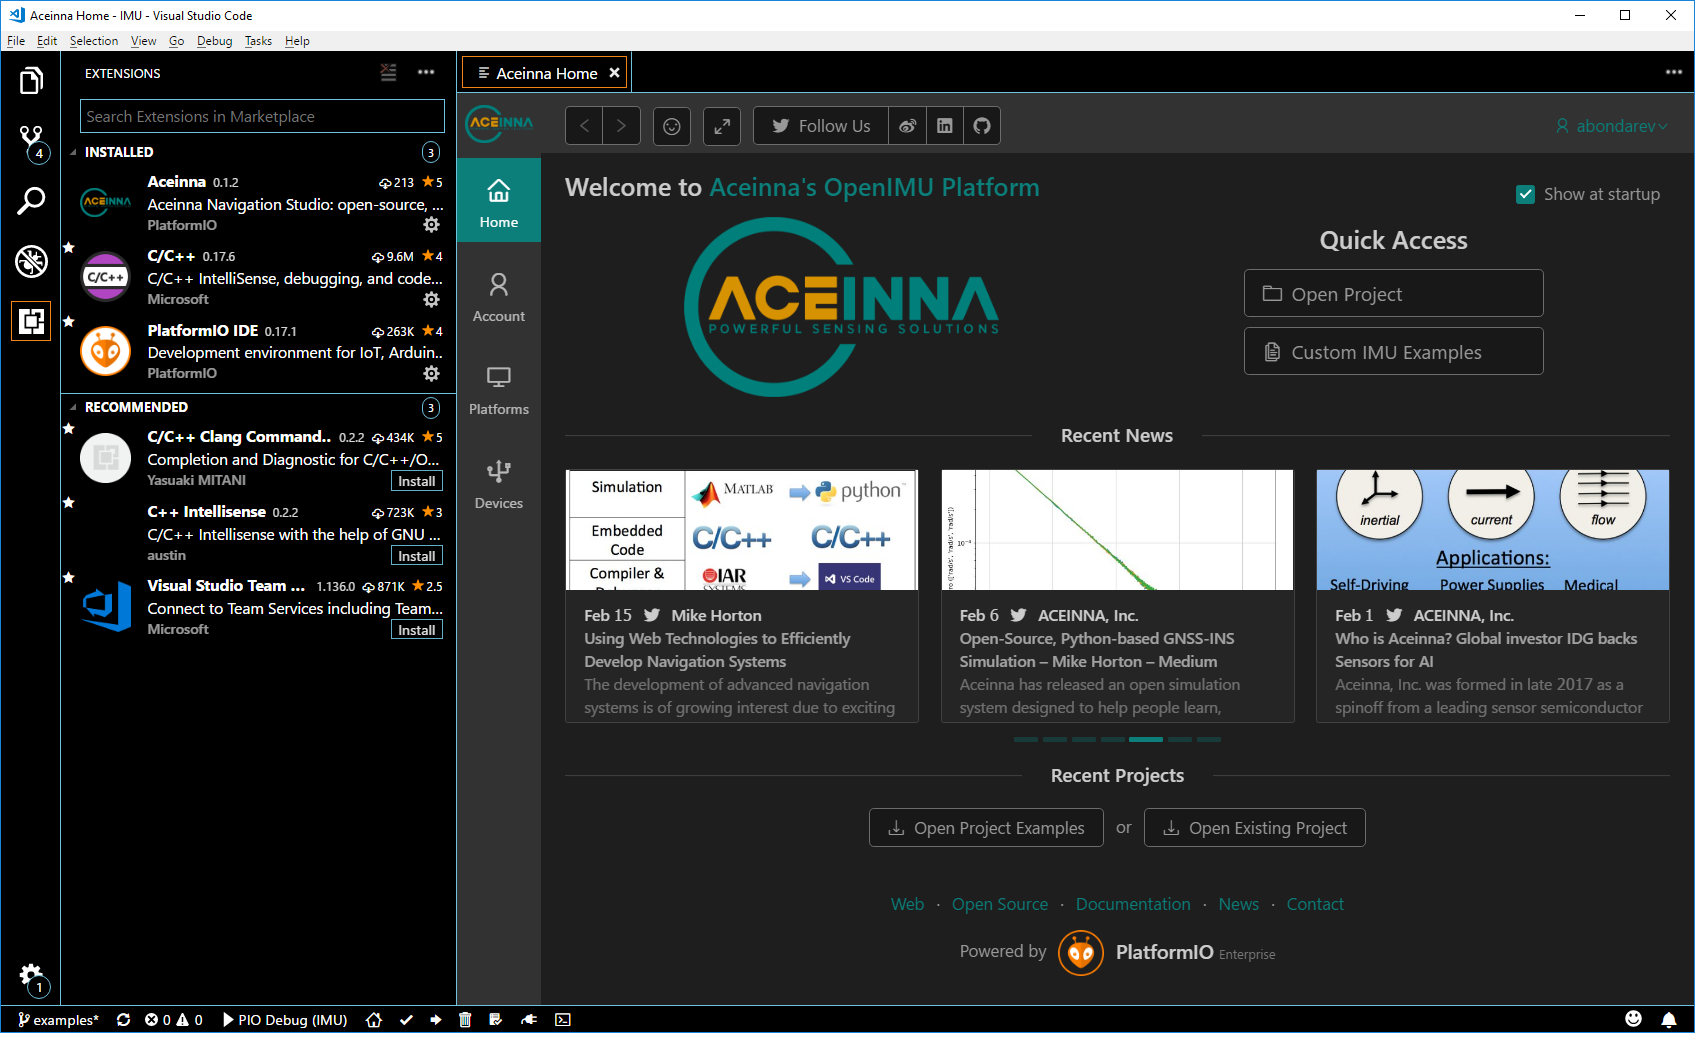 Aceinna Home - IMU - Visual Studio Code
File Edit Selection View Go Debug Tasks Help
EXTENSIONS
Search Extensions in Marketplace
INSTALLED 3
Aceinna 0.1.2 213 5
Aceinna Navigation Studio: open-source, ...
PlatformIO
C/C++ 0.17.6 9.6M 4
C/C++ IntelliSense, debugging, and code...
Microsoft
PlatformIO IDE 0.17.1 263K 4
Development environment for IoT, Arduin..
PlatformIO
RECOMMENDED 3
C/C++ Clang Command.. 0.2.2 434K 5
Completion and Diagnostic for C/C++/O...
Yasuaki MITANI Install
C++ Intellisense 0.2.2 723K 3
C/C++ Intellisense with the help of GNU ...
austin Install
Visual Studio Team ... 1.136.0 871K 2.5
Connect to Team Services including Team...
Microsoft Install
4
1
ACEINNA
C/C++
Aceinna Home
ACEINNA
Follow Us
abondarev
Home
Account
Platforms
Devices
Welcome to Aceinna's OpenIMU Platform
Show at startup
ACEINNA
POWERFUL SENSING SOLUTIONS
Quick Access
Open Project
Custom IMU Examples
Recent News
Simulation MATLAB python
Embedded
Code C/C++ C/C++
Compiler & IAR VS Code
SYSTEMS
Feb 15 Mike Horton
Using Web Technologies to Efficiently
Develop Navigation Systems
The development of advanced navigation
systems is of growing interest due to exciting
Feb 6 ACEINNA, Inc.
Open-Source, Python-based GNSS-INS
Simulation – Mike Horton – Medium
Aceinna has released an open simulation
system designed to help people learn,
inertial current flow
Applications:
Self-Driving Power Supplies Medical
Feb 1 ACEINNA, Inc.
Who is Aceinna? Global investor IDG backs
Sensors for AI
Aceinna, Inc. was formed in late 2017 as a
spinoff from a leading sensor semiconductor
Recent Projects
Open Project Examples or Open Existing Project
Web · Open Source · Documentation · News · Contact
Powered by PlatformIO Enterprise
examples* 0 0 PIO Debug (IMU)